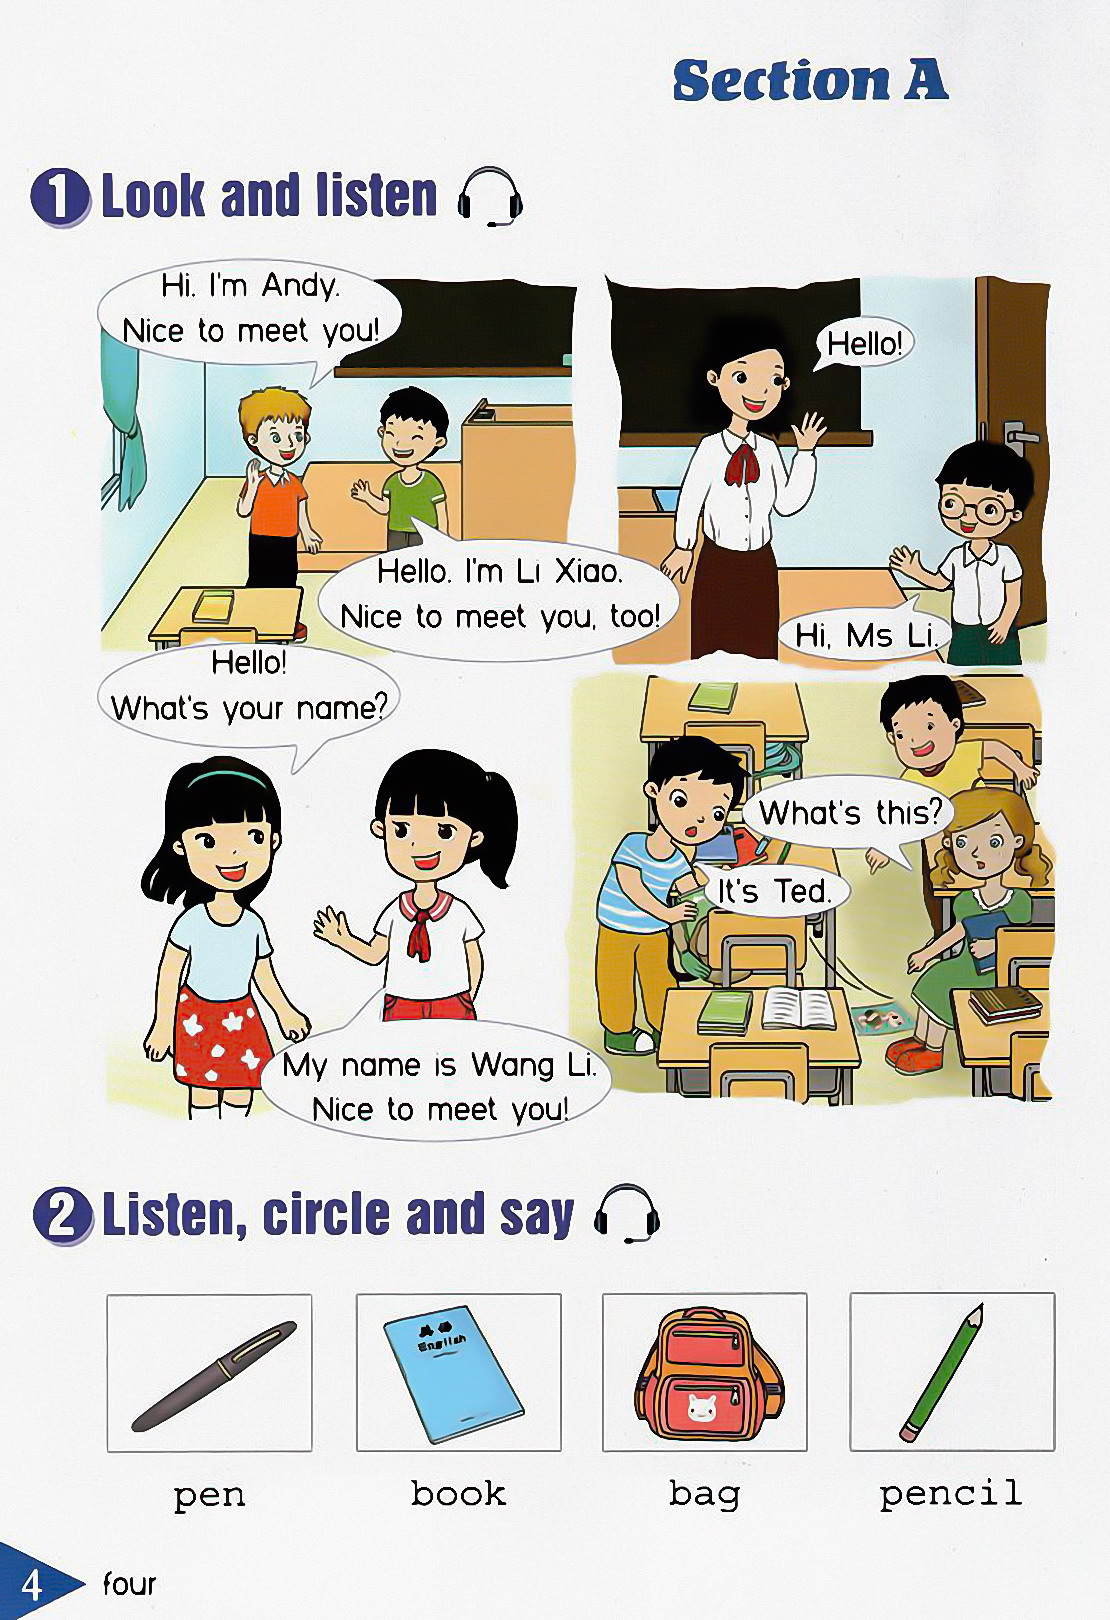 Section A
1 Look and listen
Hi. I'm Andy.
Nice to meet you!
Hello. I'm Li Xiao.
Nice to meet you, too!
Hello!
Hi, Ms Li.
Hello!
What's your name?
My name is Wang Li.
Nice to meet you!
What's this?
It's Ted.
2 Listen, circle and say
英语
English
pen
book
bag
pencil
4 four